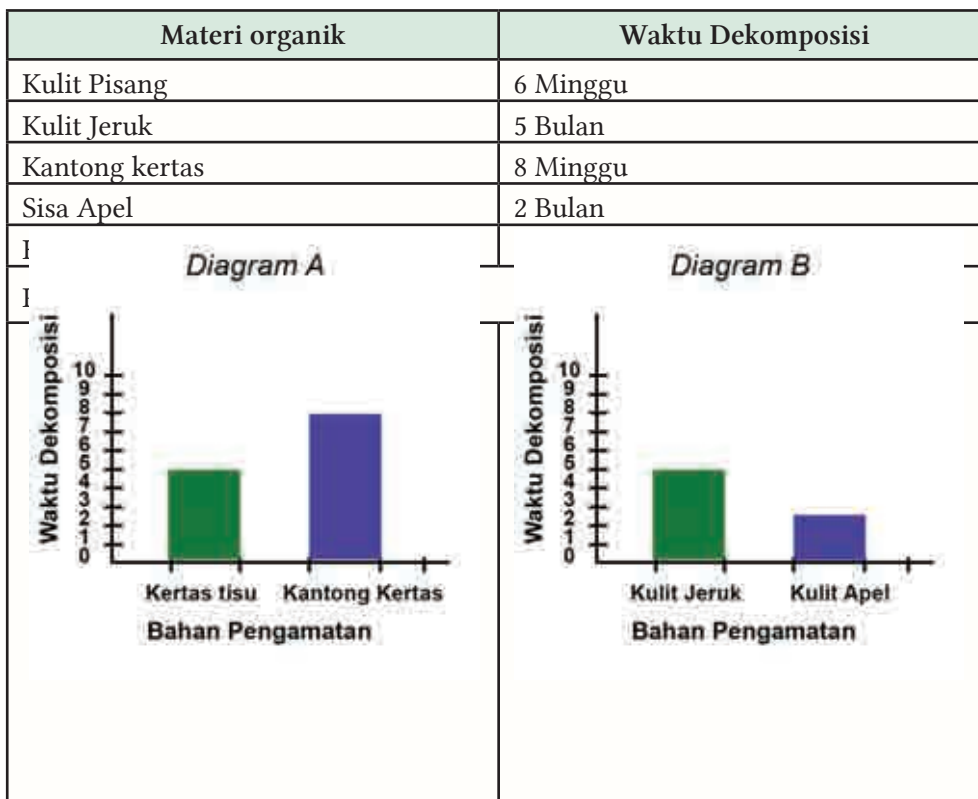 Materi organik Waktu Dekomposisi
Kulit Pisang 6 Minggu
Kulit Jeruk 5 Bulan
Kantong kertas 8 Minggu
Sisa Apel 2 Bulan
Diagram A
Waktu Dekomposisi
10
9
8
7
6
5
4
3
2
1
0
Kertas tisu Kantong Kertas
Bahan Pengamatan
Diagram B
Waktu Dekomposisi
10
9
8
7
6
5
4
3
2
1
0
Kulit Jeruk Kulit Apel
Bahan Pengamatan